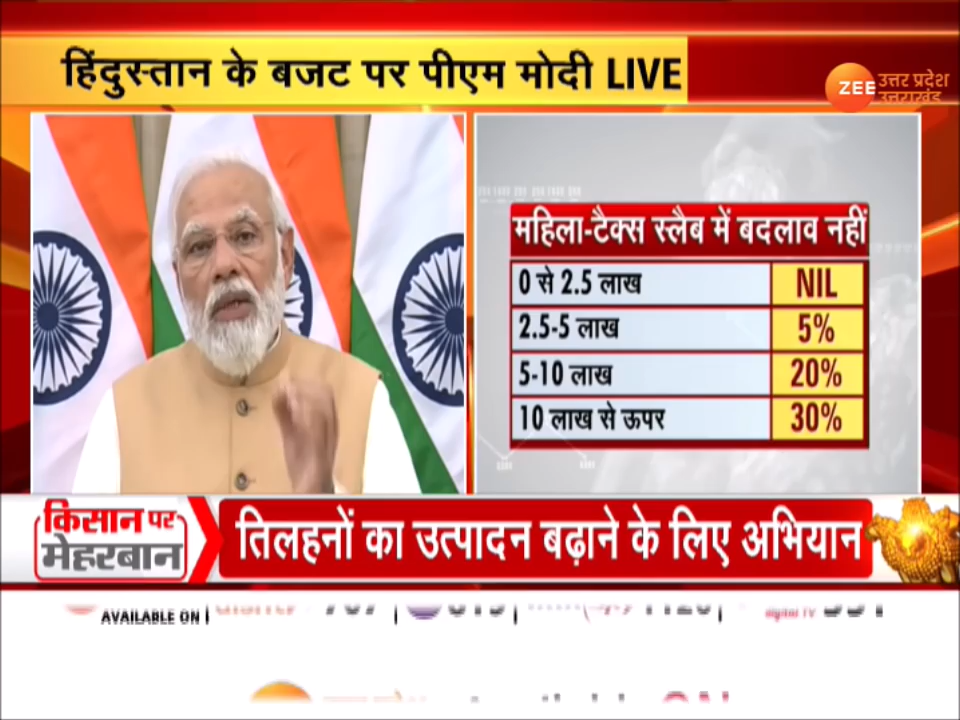 हिंदुस्तान के बजट पर पीएम मोदी LIVE
ZEE उत्तर प्रदेश
उत्तराखंड
महिला-टैक्स स्लैब में बदलाव नहीं
0 से 2.5 लाख NIL
2.5-5 लाख 5%
5-10 लाख 20%
10 लाख से ऊपर 30%
किसान पर
मेहरबान
तिलहनों का उत्पादन बढ़ाने के लिए अभियान
AVAILABLE ON